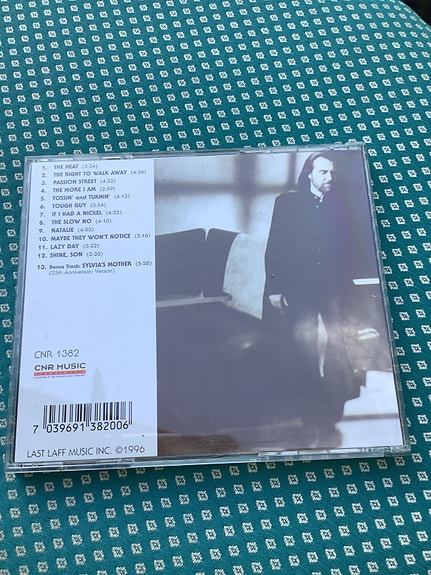 1. THE HEAT (3:24)
2. THE RIGHT TO WALK AWAY (4:36)
3. PASSION STREET (4:22)
4. THE MORE I AM (2:59)
5. TOSSIN' and TURNIN' (4:12)
6. TOUGH GUY (3:54)
7. IF I HAD A NICKEL (4:22)
8. THE SLOW NO (4:13)
9. NATALIE (4:03)
10. MAYBE THEY WON'T NOTICE (3:16)
11. LAZY DAY (3:22)
12. SHINE, SON (3:03)
13. Bonus Track: SYLVIA'S MOTHER (3:28)
(25th Anniversary Version)
CNR 1382
CNR MUSIC
7 039691 382006
LAST LAFF MUSIC INC. ©1996